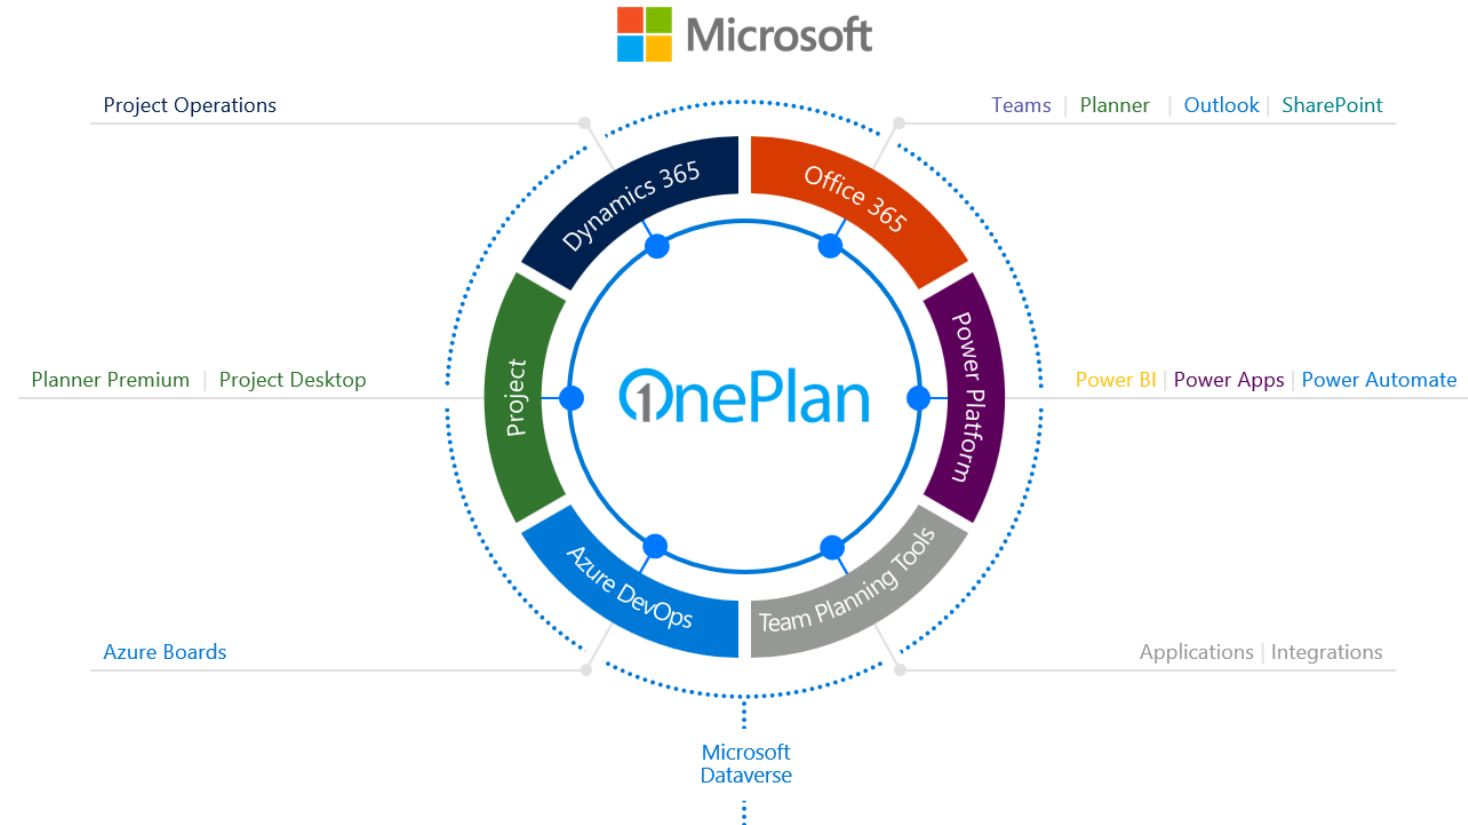 Microsoft
Project Operations
Teams | Planner | Outlook | SharePoint
Dynamics 365
Office 365
Project
Power Platform
OnePlan
Planner Premium | Project Desktop
Power BI | Power Apps | Power Automate
Azure DevOps
Team Planning Tools
Azure Boards
Applications | Integrations
Microsoft
Dataverse